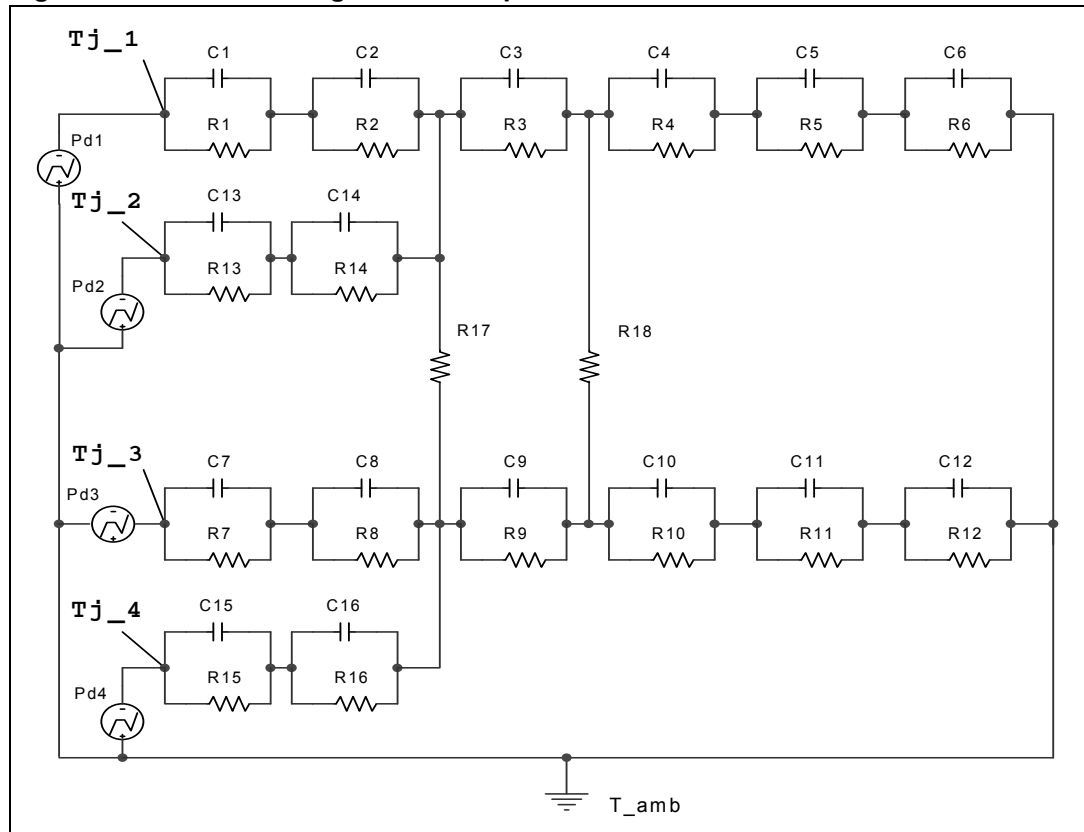 Tj_1
C1 C2 C3 C4 C5 C6
R1 R2 R3 R4 R5 R6
Pd1
- +
Tj_2
C13 C14
R13 R14
Pd2
- +
R17 R18
Tj_3
C7 C8 C9 C10 C11 C12
Pd3
- +
R7 R8 R9 R10 R11 R12
Tj_4
C15 C16
R15 R16
Pd4
- +
T_amb